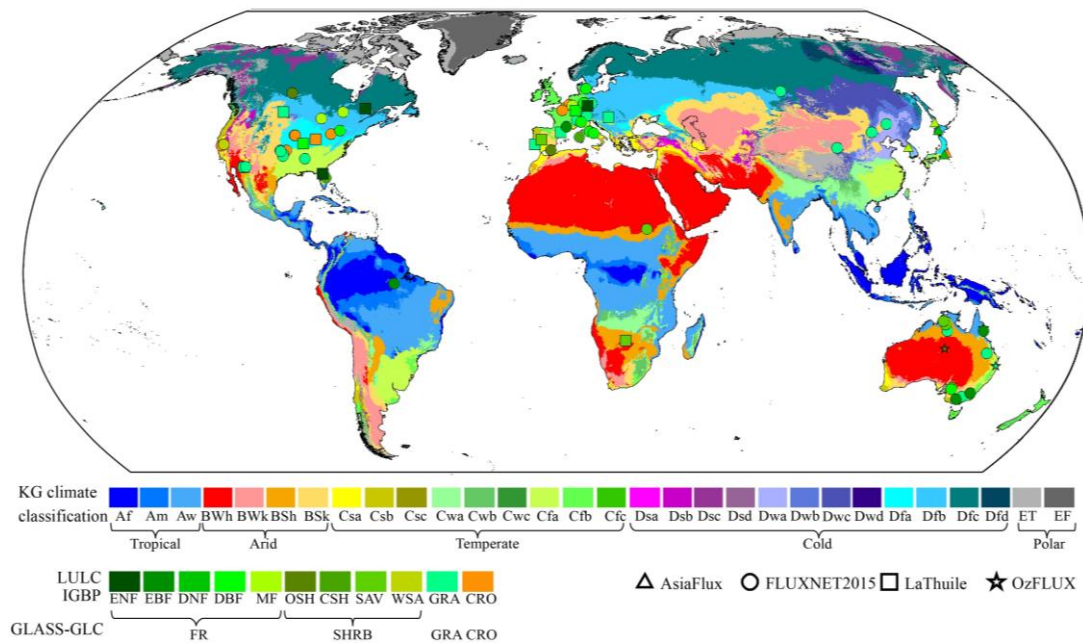 KG climate
classification
Af Am Aw BWh BWk BSh BSk Csa Csb Csc Cwa Cwb Cwc Cfa Cfb Cfc Dsa Dsb Dsc Dsd Dwa Dwb Dwc Dwd Dfa Dfb Dfc Dfd ET EF
Tropical Arid Temperate Cold Polar
LULC
IGBP
ENF EBF DNF DBF MF OSH CSH SAV WSA GRA CRO
AsiaFlux FLUXNET2015 LaThuile OzFLUX
GLASS-GLC FR SHRB GRA CRO